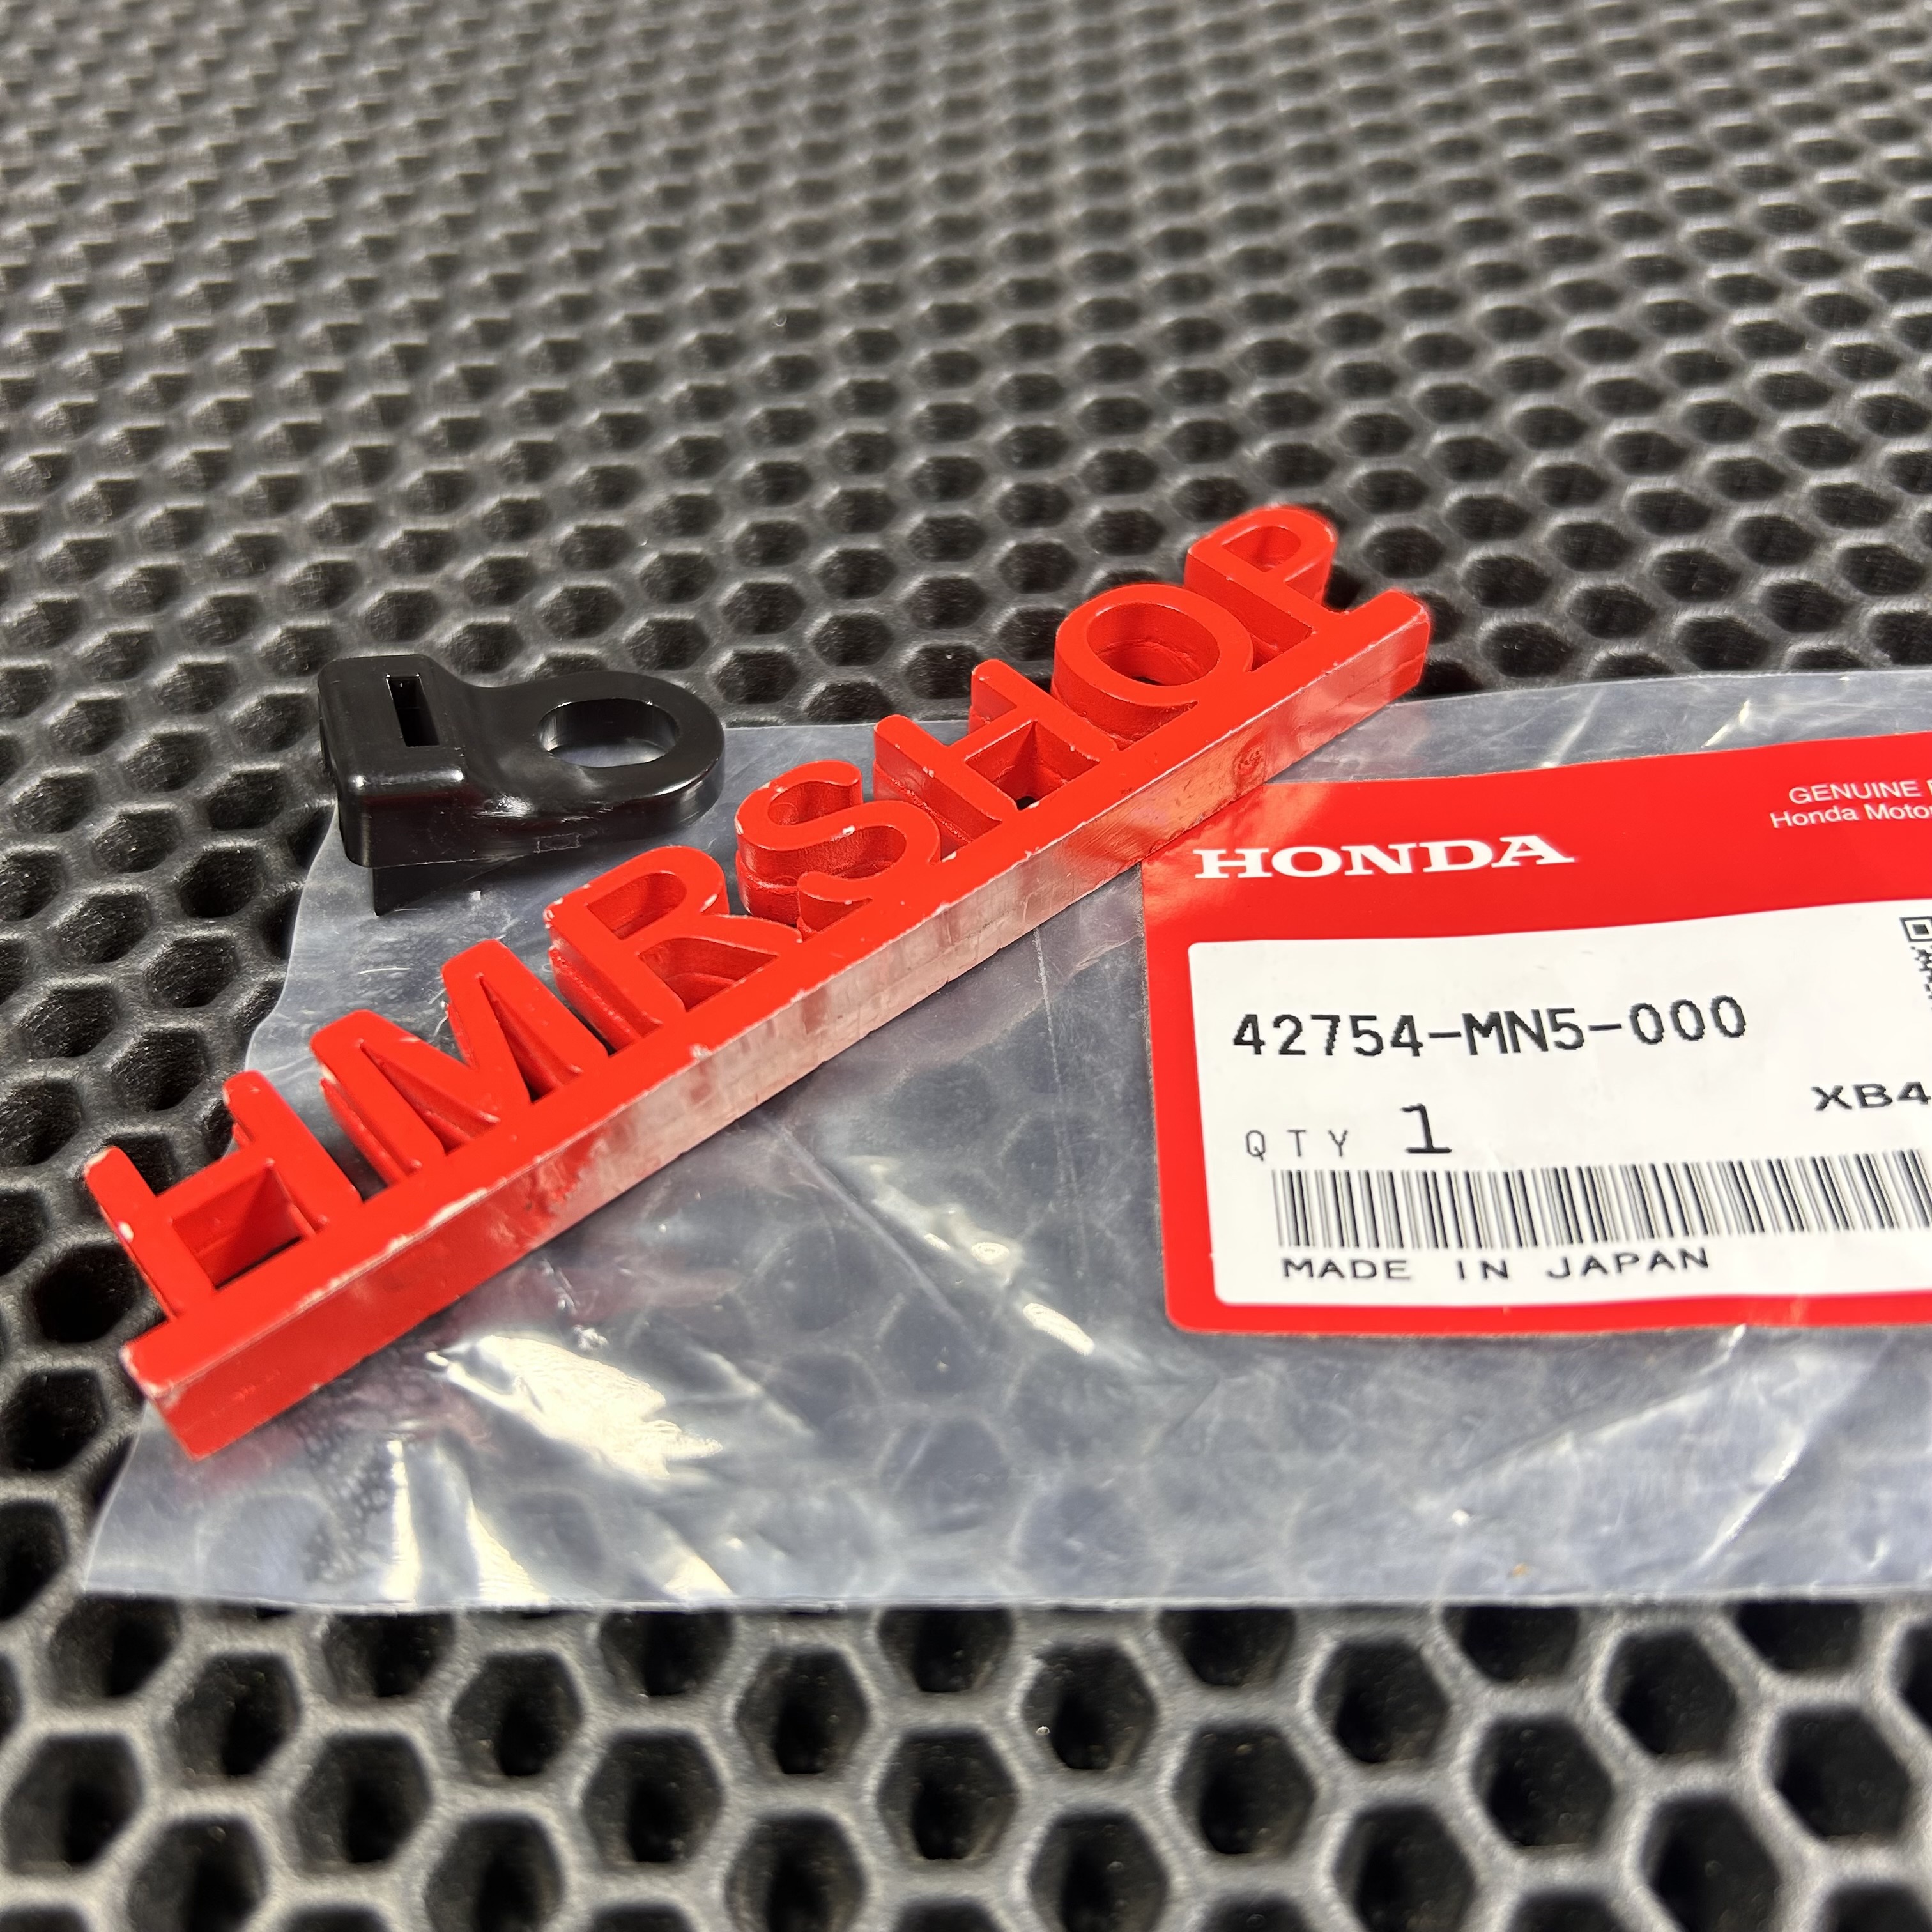 HMRSHOP
GENUINE
Honda Motor
HONDA
42754-MN5-000
XB4
QTY 1
MADE IN JAPAN